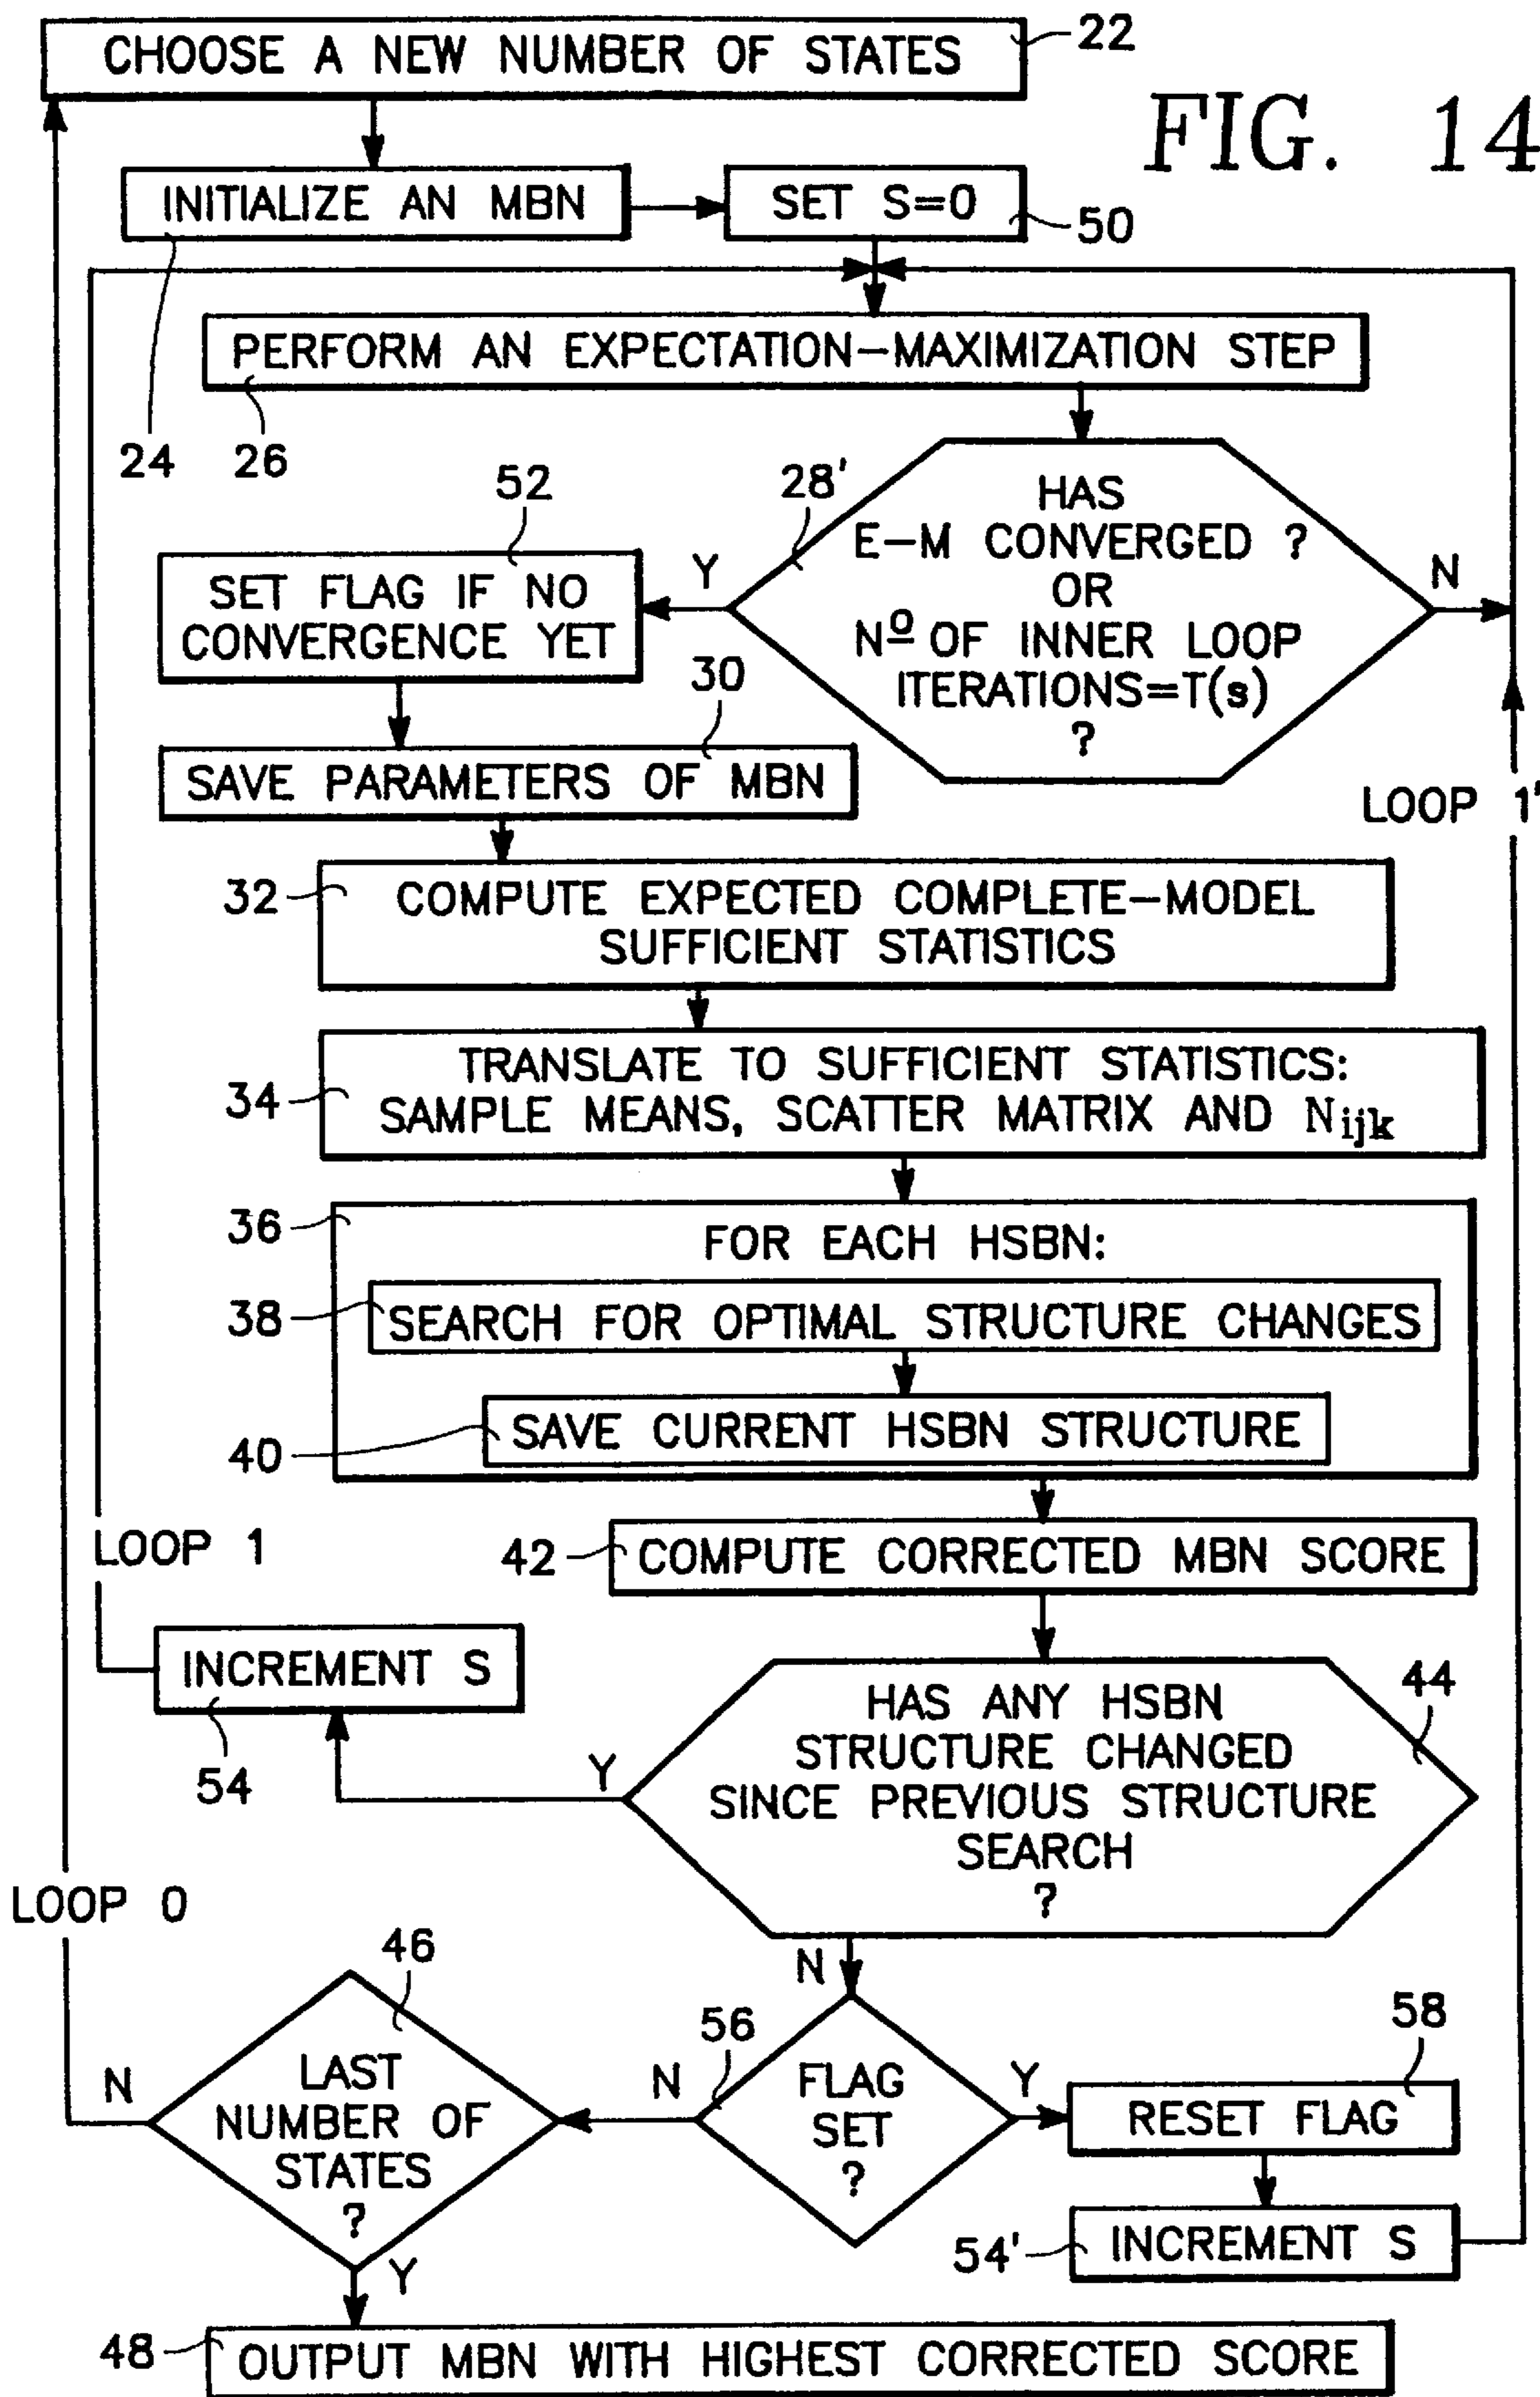 CHOOSE A NEW NUMBER OF STATES
22
FIG. 14
INITIALIZE AN MBN
SET S=0
50
PERFORM AN EXPECTATION-MAXIMIZATION STEP
24
26
52
28'
HAS
E-M CONVERGED ?
OR
Nº OF INNER LOOP
ITERATIONS=T(s)
?
Y
N
SET FLAG IF NO
CONVERGENCE YET
30
SAVE PARAMETERS OF MBN
LOOP 1'
32
COMPUTE EXPECTED COMPLETE-MODEL
SUFFICIENT STATISTICS
34
TRANSLATE TO SUFFICIENT STATISTICS:
SAMPLE MEANS, SCATTER MATRIX AND Nijk
36
FOR EACH HSBN:
38
SEARCH FOR OPTIMAL STRUCTURE CHANGES
40
SAVE CURRENT HSBN STRUCTURE
LOOP 1
42
COMPUTE CORRECTED MBN SCORE
INCREMENT S
54
44
HAS ANY HSBN
STRUCTURE CHANGED
SINCE PREVIOUS STRUCTURE
SEARCH
?
Y
N
LOOP 0
46
LAST
NUMBER OF
STATES
?
N
Y
56
FLAG
SET
?
N
Y
58
RESET FLAG
54'
INCREMENT S
48
OUTPUT MBN WITH HIGHEST CORRECTED SCORE